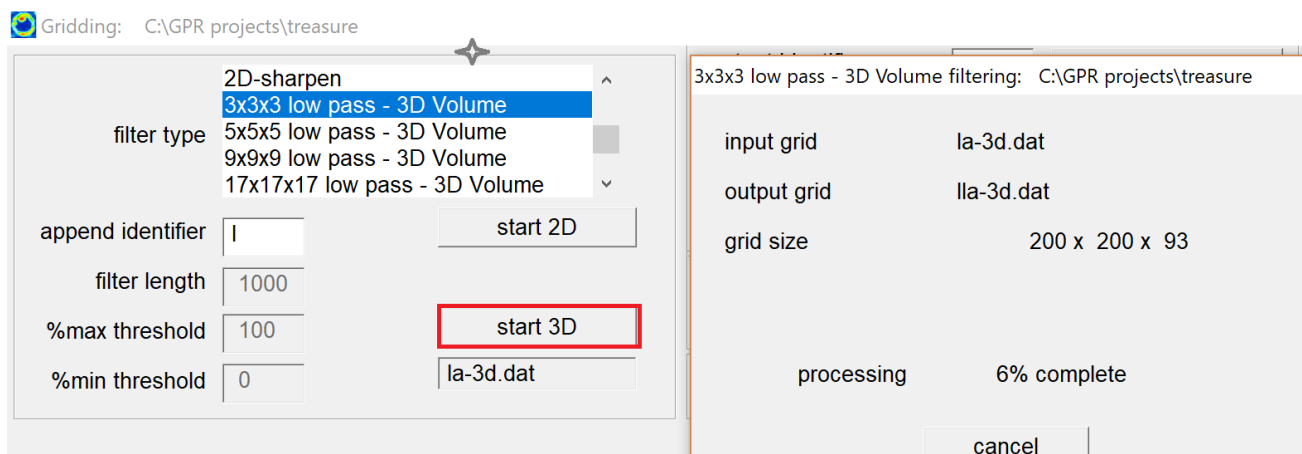 Gridding: C:\GPR projects\treasure
2D-sharpen
3x3x3 low pass - 3D Volume
filter type
5x5x5 low pass - 3D Volume
9x9x9 low pass - 3D Volume
17x17x17 low pass - 3D Volume
append identifier
l
start 2D
filter length
1000
%max threshold
100
start 3D
%min threshold
0
la-3d.dat
3x3x3 low pass - 3D Volume filtering: C:\GPR projects\treasure
input grid la-3d.dat
output grid lla-3d.dat
grid size 200 x 200 x 93
processing 6% complete
cancel